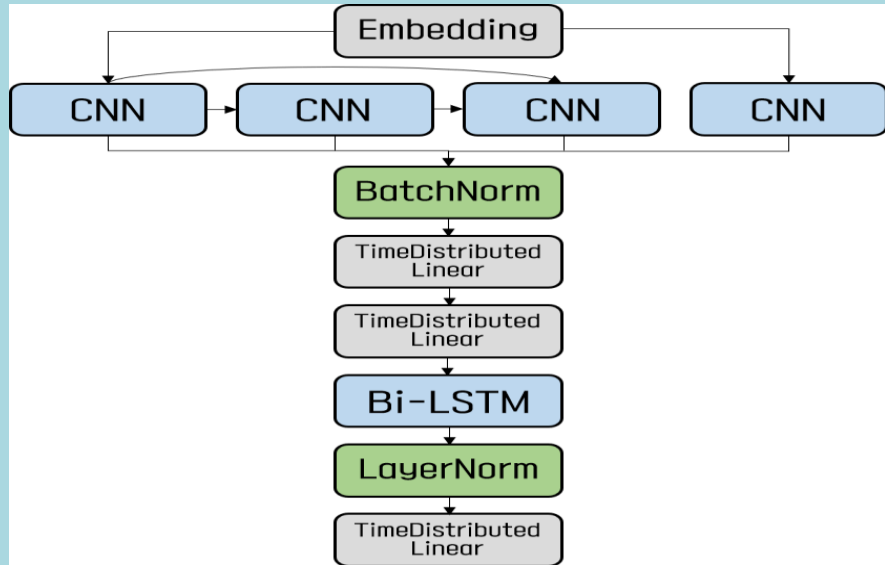 Embedding
CNN
CNN
CNN
CNN
BatchNorm
TimeDistributed
Linear
TimeDistributed
Linear
Bi-LSTM
LayerNorm
TimeDistributed
Linear